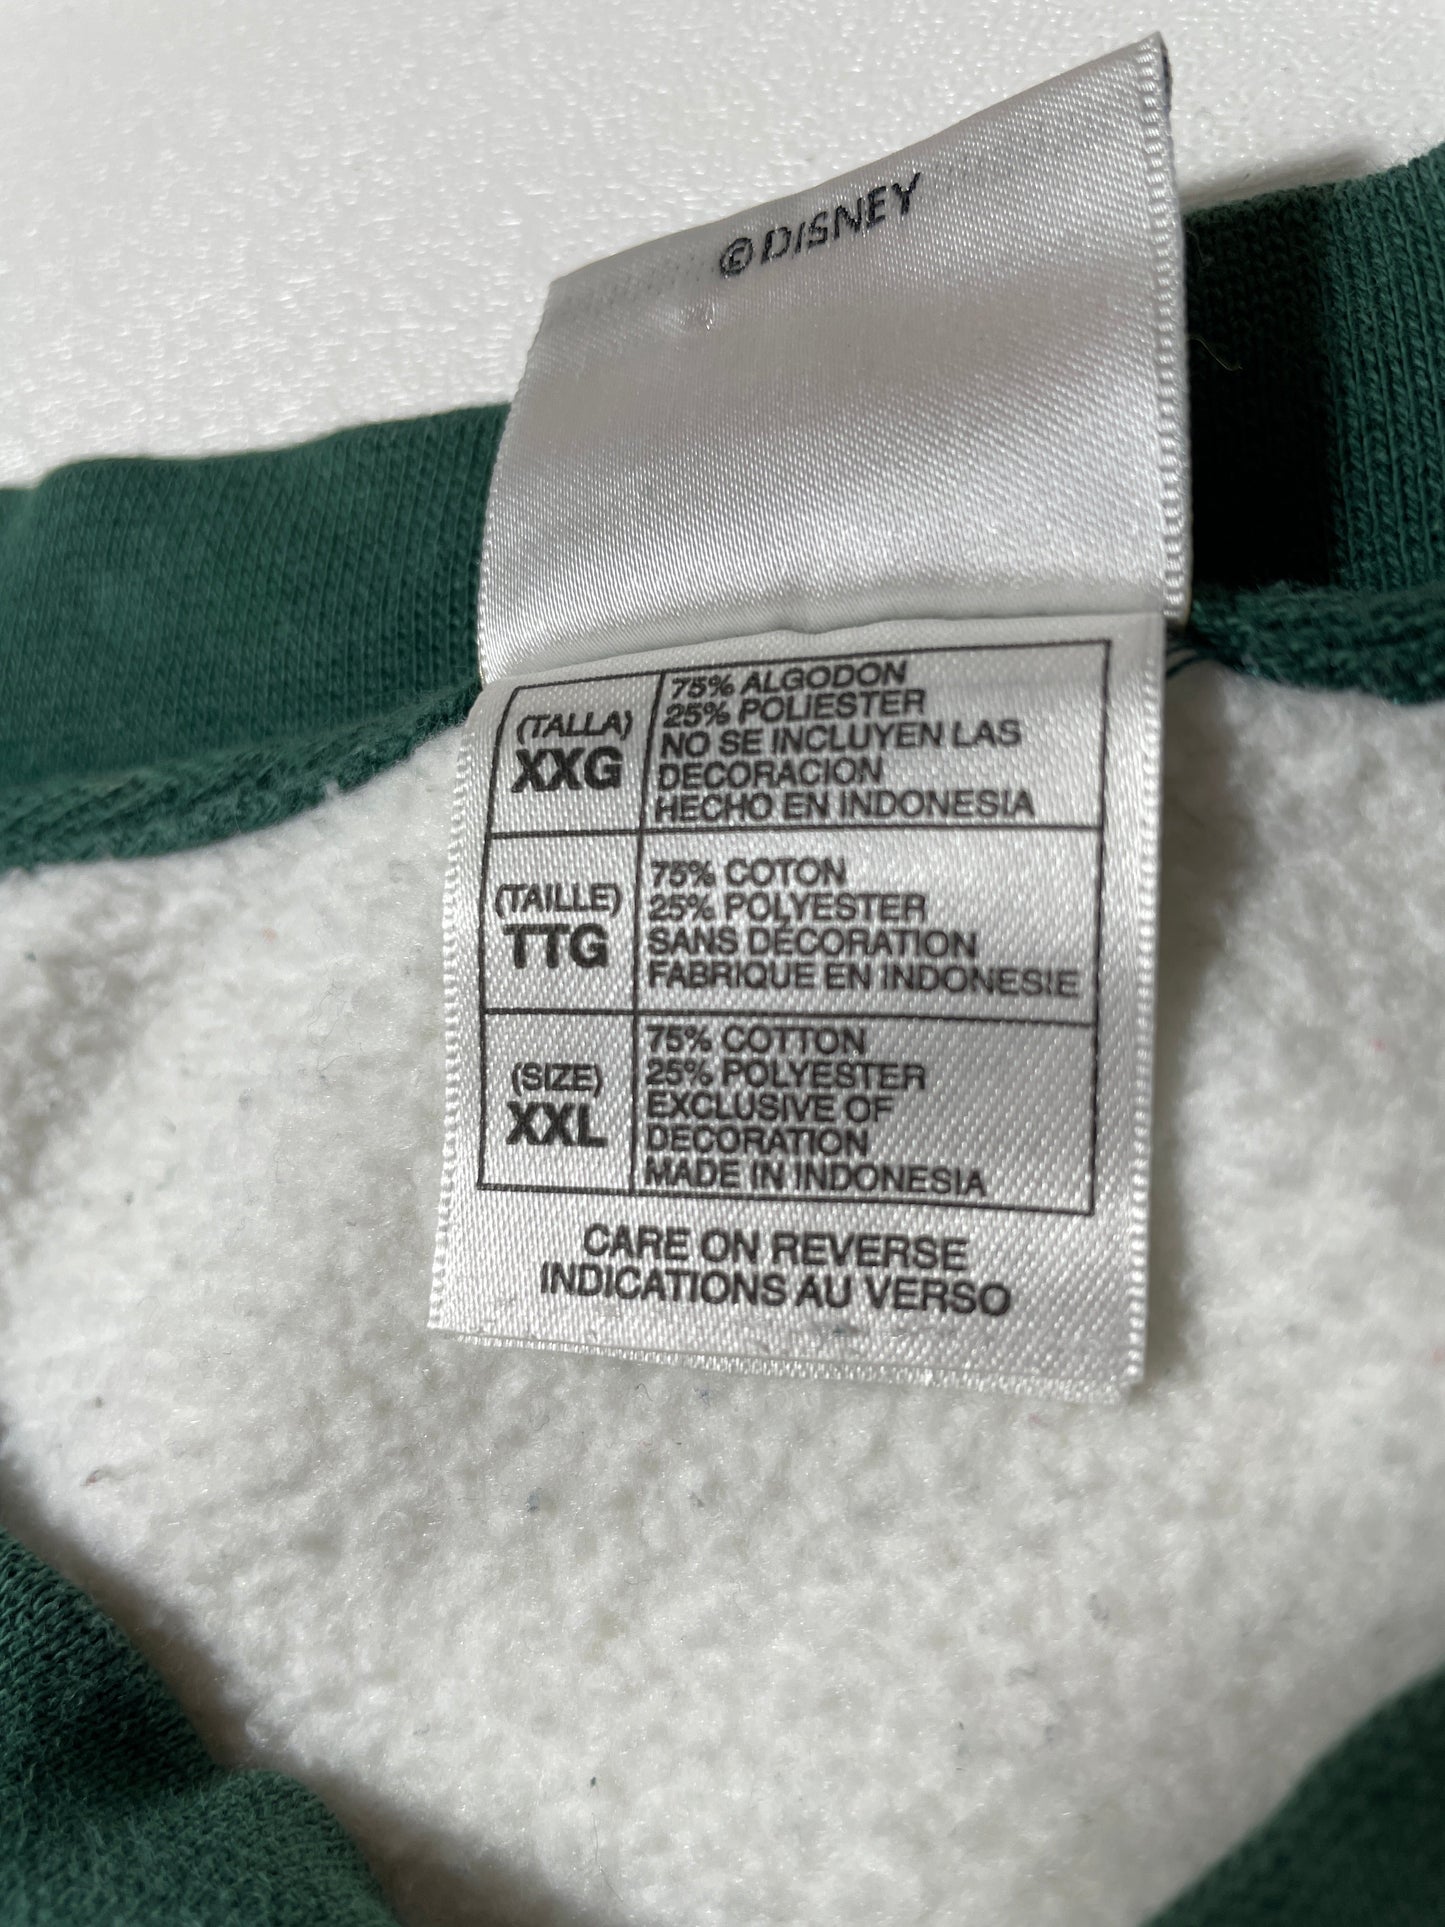 ©DISNEY
(TALLA)
XXG
75% ALGODON
25% POLIESTER
NO SE INCLUYEN LAS
DECORACION
HECHO EN INDONESIA
(TAILLE)
TTG
75% COTON
25% POLYESTER
SANS DÉCORATION
FABRIQUE EN INDONESIE
(SIZE)
XXL
75% COTTON
25% POLYESTER
EXCLUSIVE OF
DECORATION
MADE IN INDONESIA
CARE ON REVERSE
INDICATIONS AU VERSO